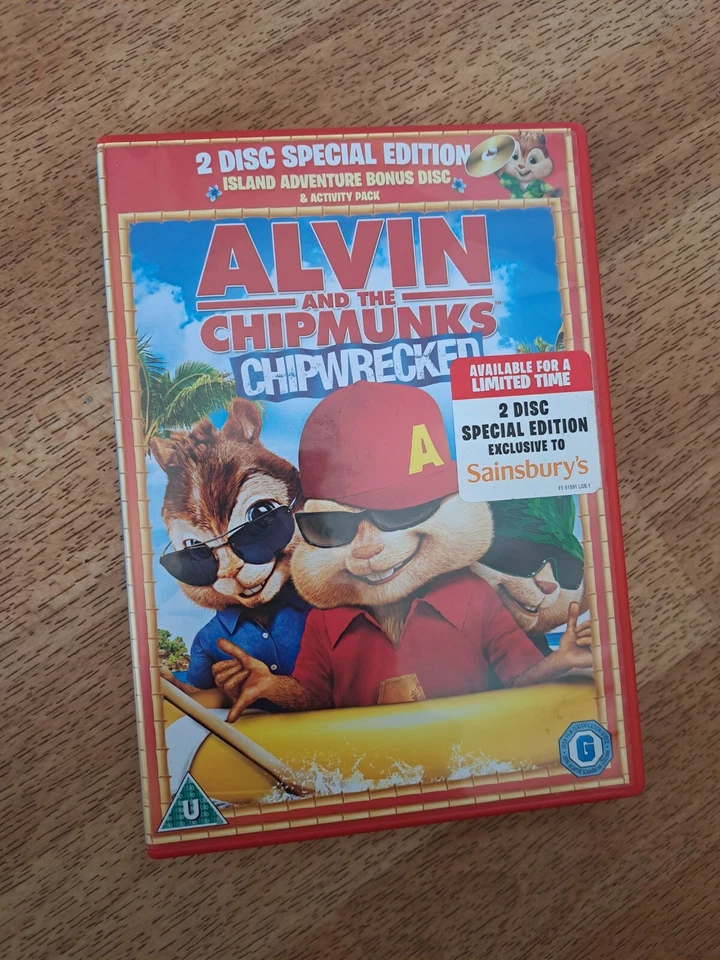 2 DISC SPECIAL EDITION
ISLAND ADVENTURE BONUS DISC
& ACTIVITY PACK
ALVIN
AND THE
CHIPMUNKS™
CHIPWRECKED
AVAILABLE FOR A
LIMITED TIME
2 DISC
SPECIAL EDITION
EXCLUSIVE TO
Sainsbury's
A
U
G